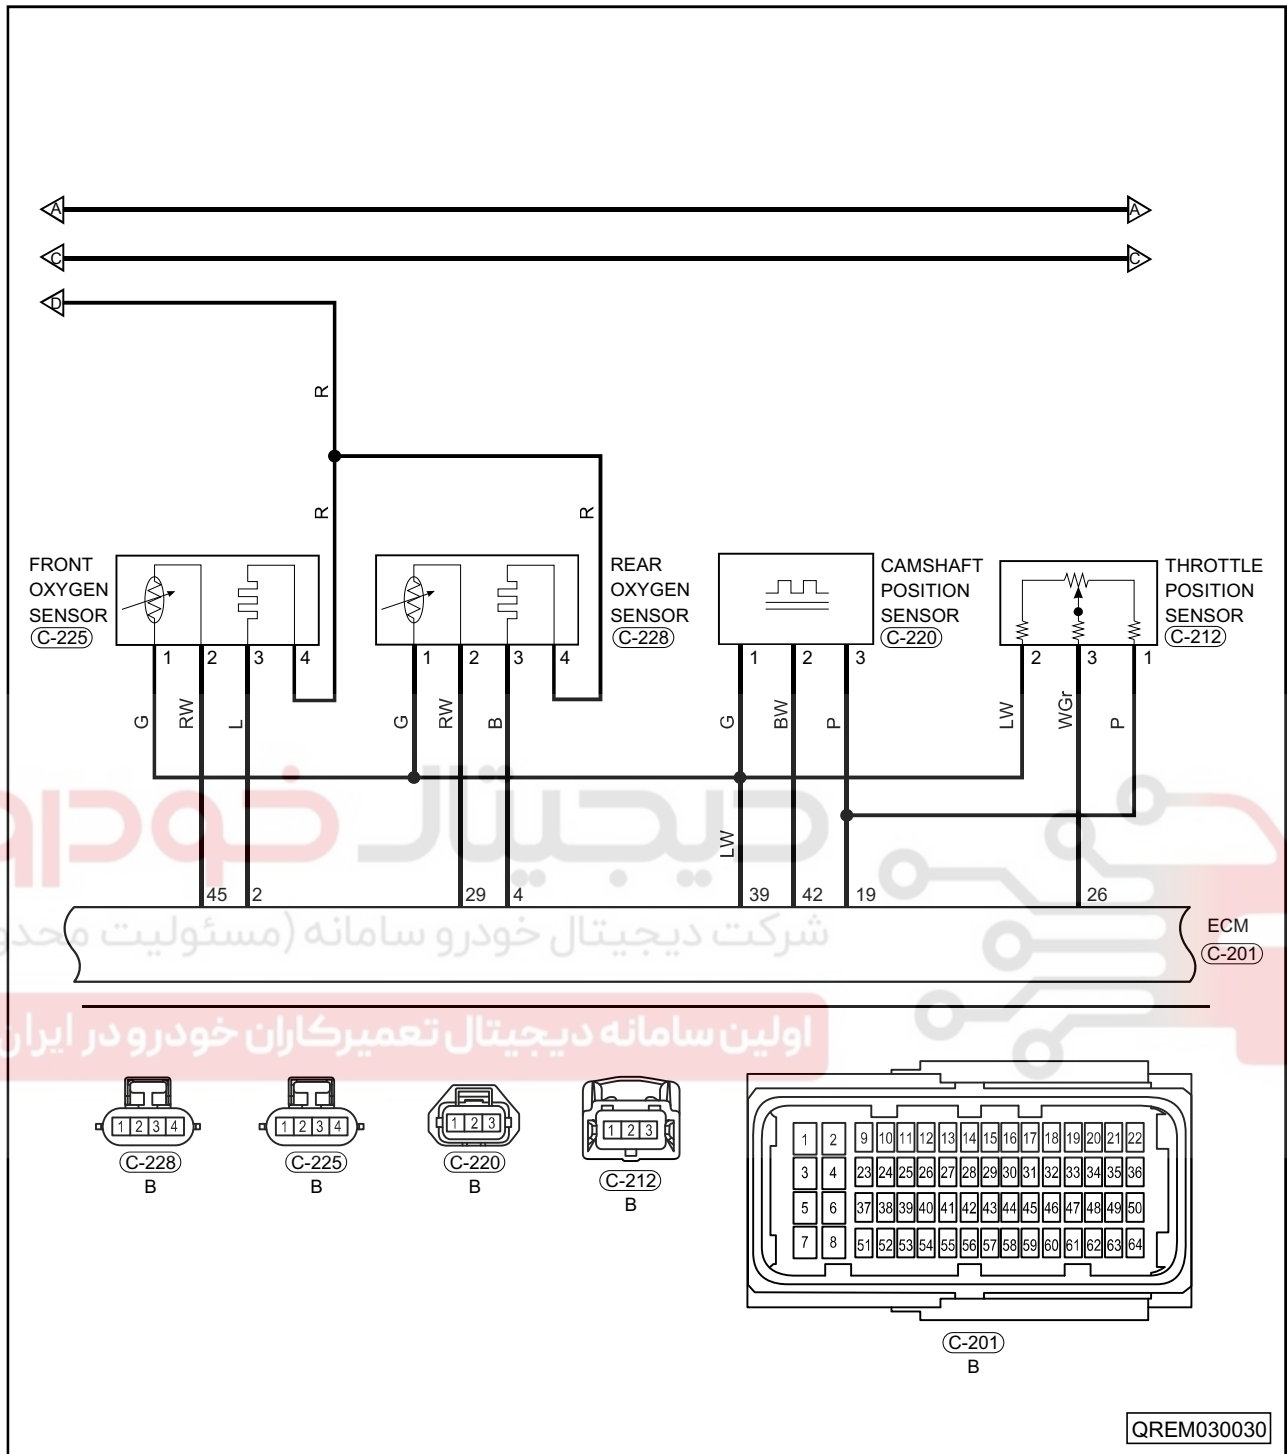 A A
C C
D
R
R R
FRONT OXYGEN SENSOR C-225
REAR OXYGEN SENSOR C-228
CAMSHAFT POSITION SENSOR C-220
THROTTLE POSITION SENSOR C-212
1 2 3 4 1 2 3 4 1 2 3 2 3 1
G RW L G RW B G BW P LW WGr P
دیجیتال خودرو
LW
45 2 29 4 39 42 19 26
شرکت دیجیتال خودرو سامانه (مسئولیت محدو
ECM
C-201
اولین سامانه دیجیتال تعمیرکاران خودرو در ایران
1 2 3 4
C-228
B
1 2 3 4
C-225
B
1 2 3
C-220
B
1 2 3
C-212
B
1 2 9 10 11 12 13 14 15 16 17 18 19 20 21 22
3 4 23 24 25 26 27 28 29 30 31 32 33 34 35 36
5 6 37 38 39 40 41 42 43 44 45 46 47 48 49 50
7 8 51 52 53 54 55 56 57 58 59 60 61 62 63 64
C-201
B
QREM030030